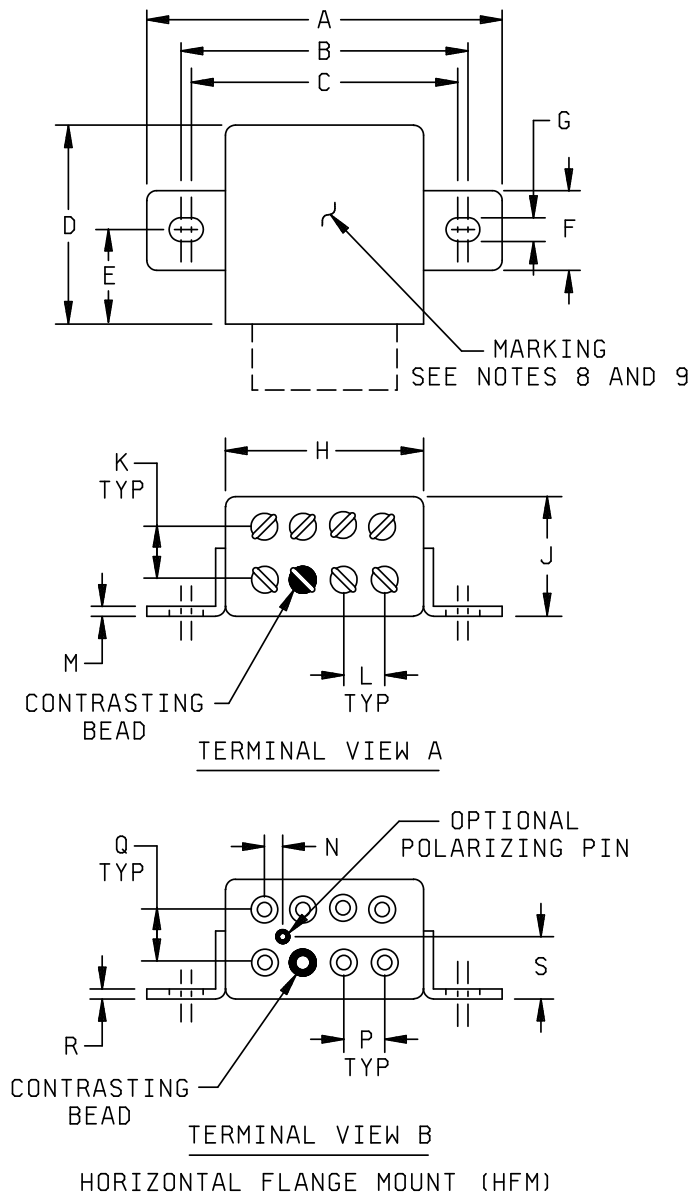 A
B
C
G
D
E
F
MARKING
SEE NOTES 8 AND 9
H
K
TYP
J
M
L
TYP
CONTRASTING
BEAD
TERMINAL VIEW A
OPTIONAL
POLARIZING PIN
Q
TYP
N
S
R
P
TYP
CONTRASTING
BEAD
TERMINAL VIEW B
HORIZONTAL FLANGE MOUNT (HFM)